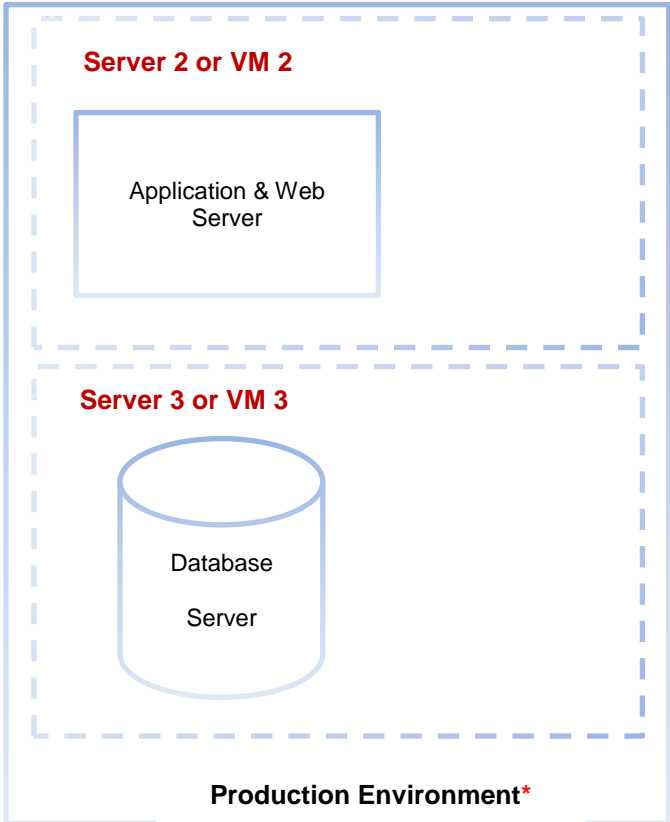 Server 2 or VM 2
Application & Web
Server
Server 3 or VM 3
Database
Server
Production Environment*